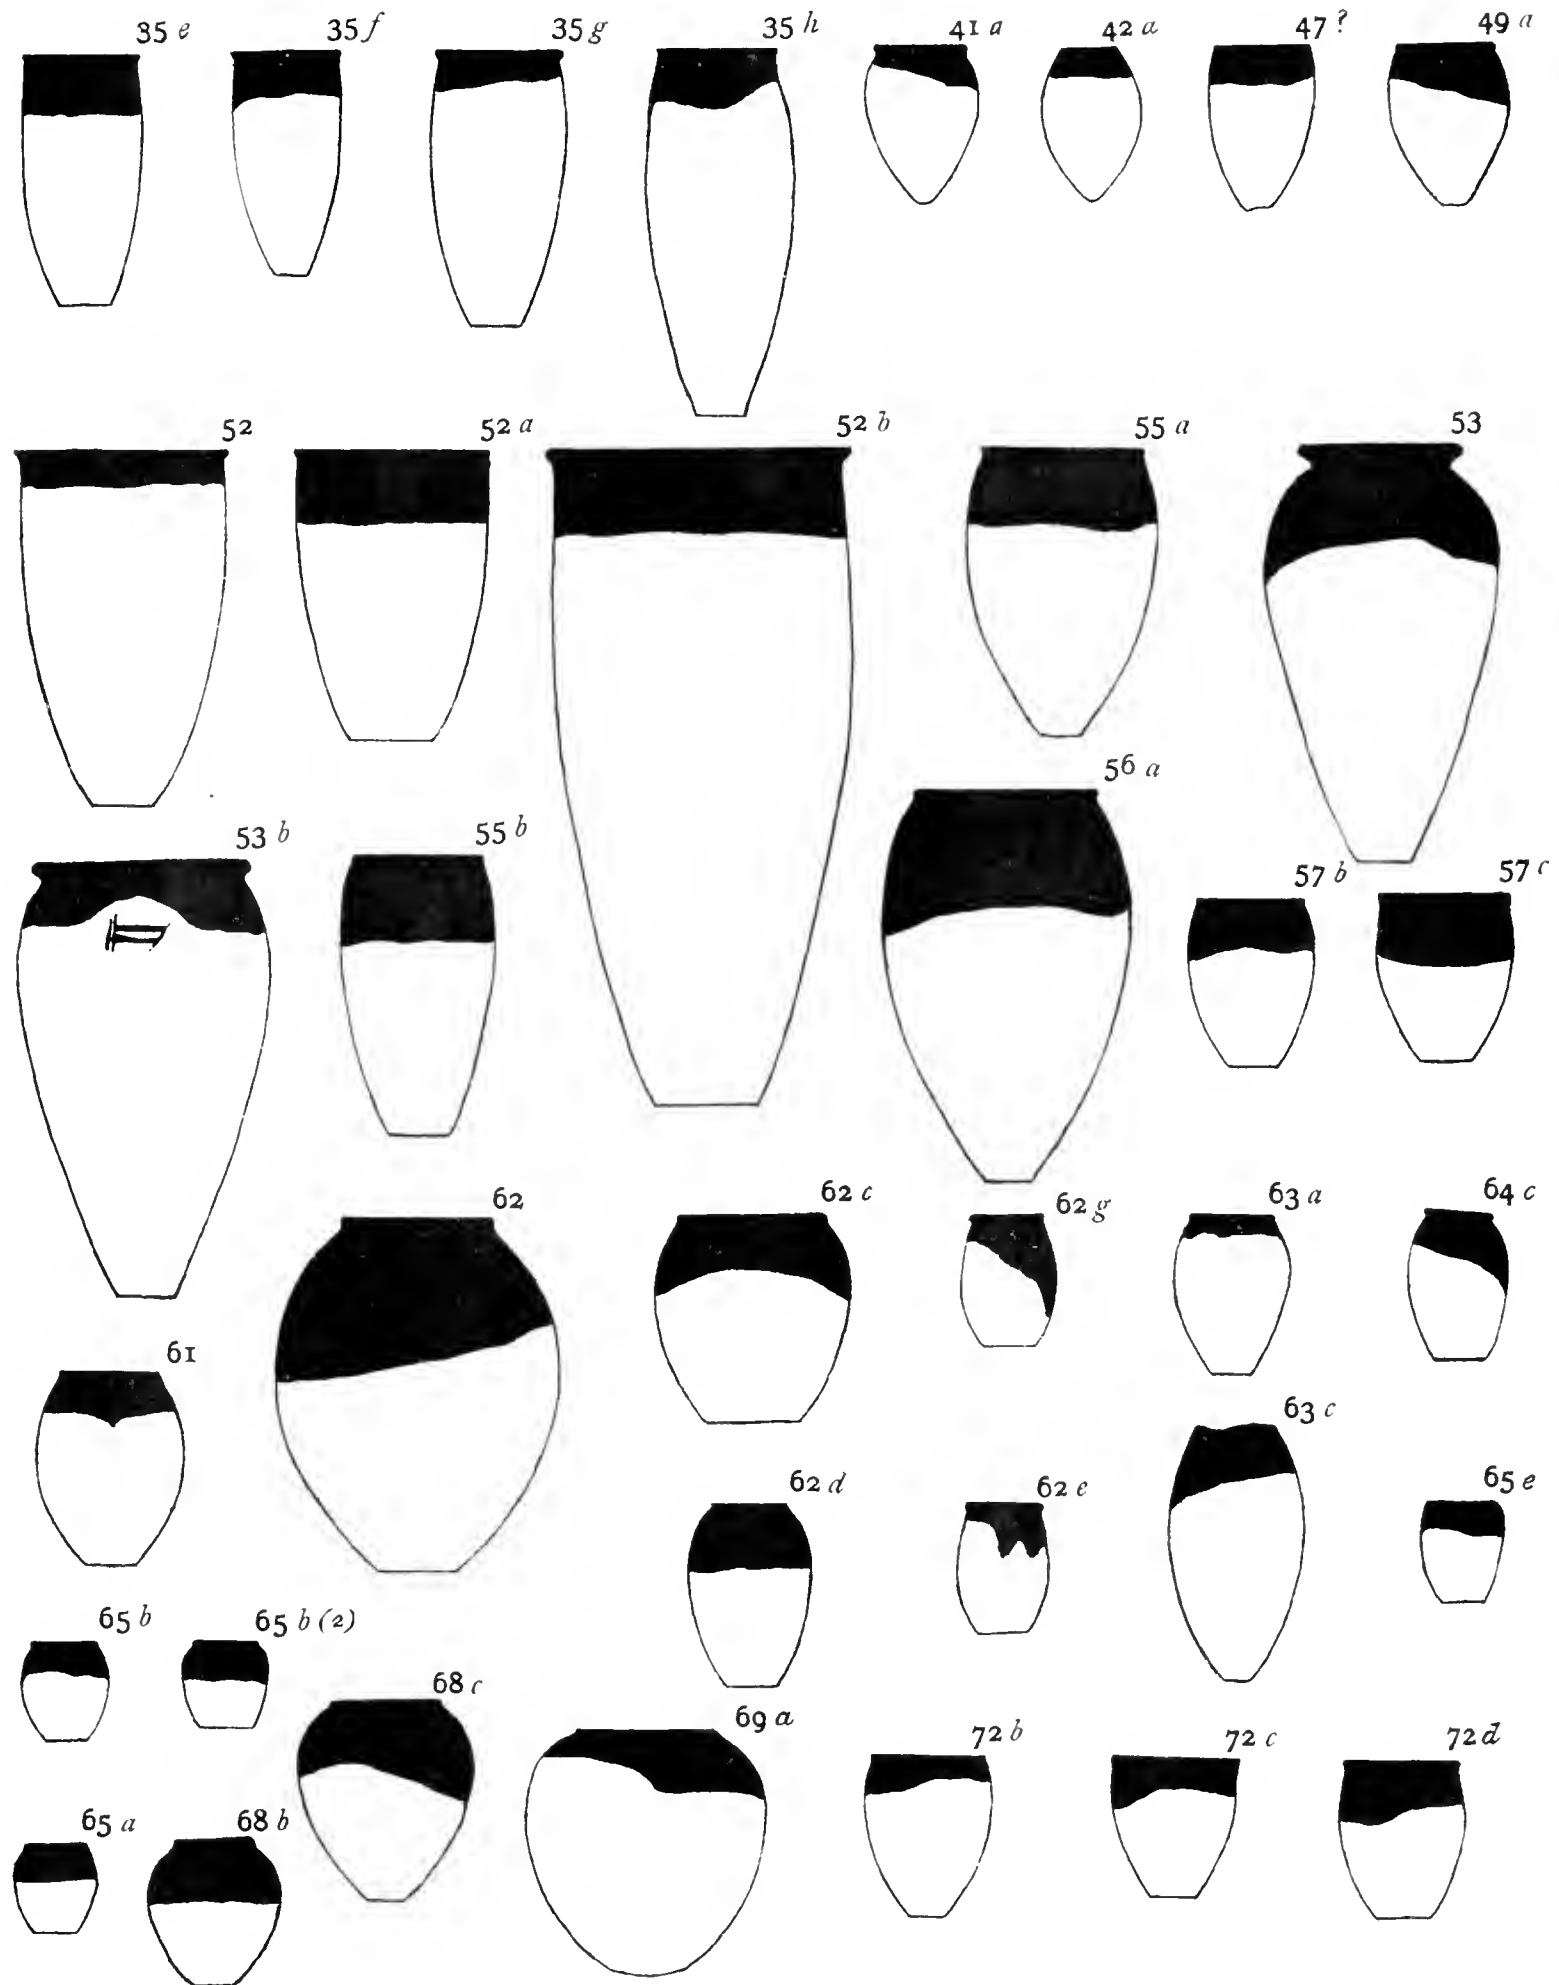 35 e 35 f 35 g 35 h 41 a 42 a 47 ? 49 a
52 52 a 52 b 55 a 53
56 a
53 b 55 b 57 b 57 c
62 62 c 62 g 63 a 64 c
61
63 c
62 d 62 e 65 e
65 b 65 b (2)
68 c
69 a 72 b 72 c 72 d
65 a 68 b